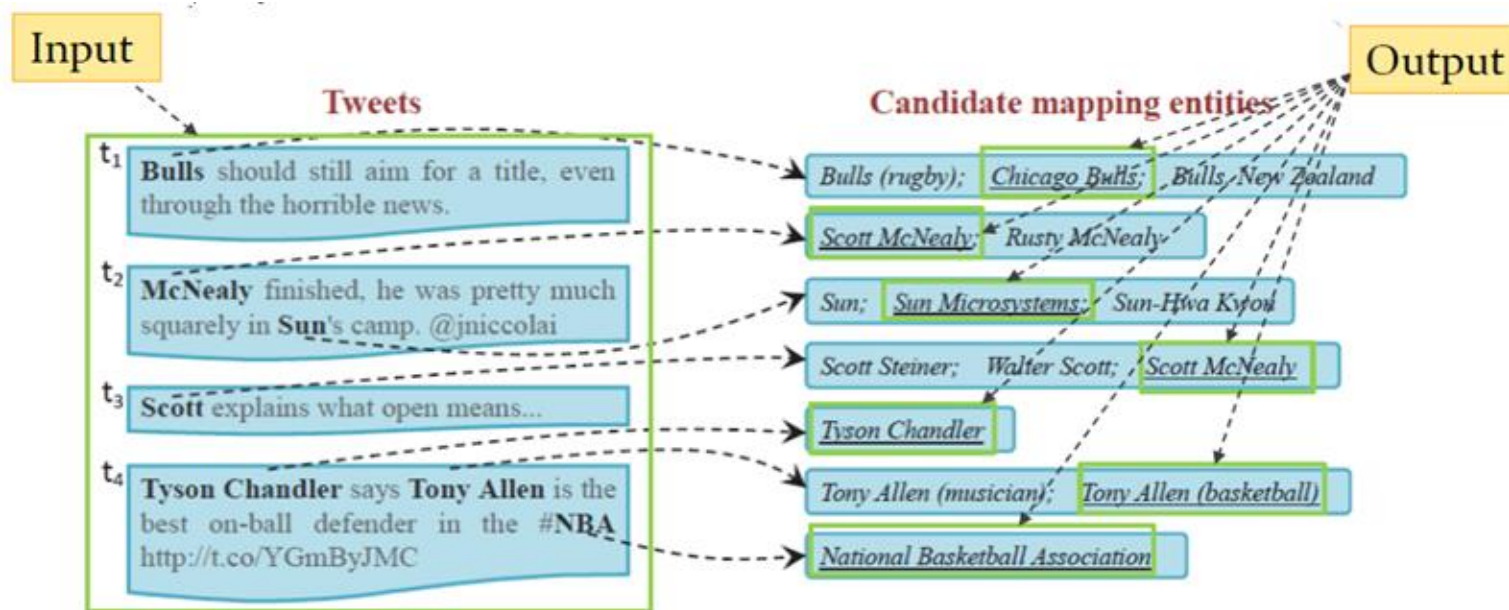 Input
Output
Tweets
Candidate mapping entities
t1
Bulls should still aim for a title, even
through the horrible news.
t2
McNealy finished, he was pretty much
squarely in Sun's camp. @jniccolai
t3
Scott explains what open means...
t4
Tyson Chandler says Tony Allen is the
best on-ball defender in the #NBA
http://t.co/YGmByJMC
Bulls (rugby); Chicago Bulls; Bulls, New Zealand
Scott McNealy; Rusty McNealy
Sun; Sun Microsystems; Sun-Hwa Kwon
Scott Steiner; Walter Scott; Scott McNealy
Tyson Chandler
Tony Allen (musician); Tony Allen (basketball)
National Basketball Association